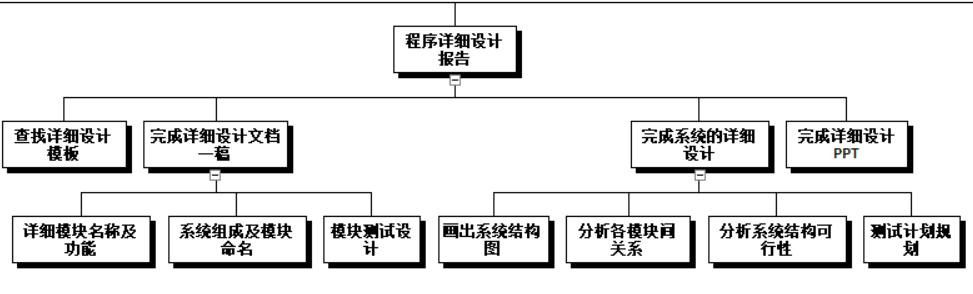 程序详细设计
报告
查找详细设计
模板
完成详细设计文档
一稿
完成系统的详细
设计
完成详细设计
PPT
详细模块名称及
功能
系统组成及模块
命名
模块测试设
计
画出系统结构
图
分析各模块间
关系
分析系统结构可
行性
测试计划规
划